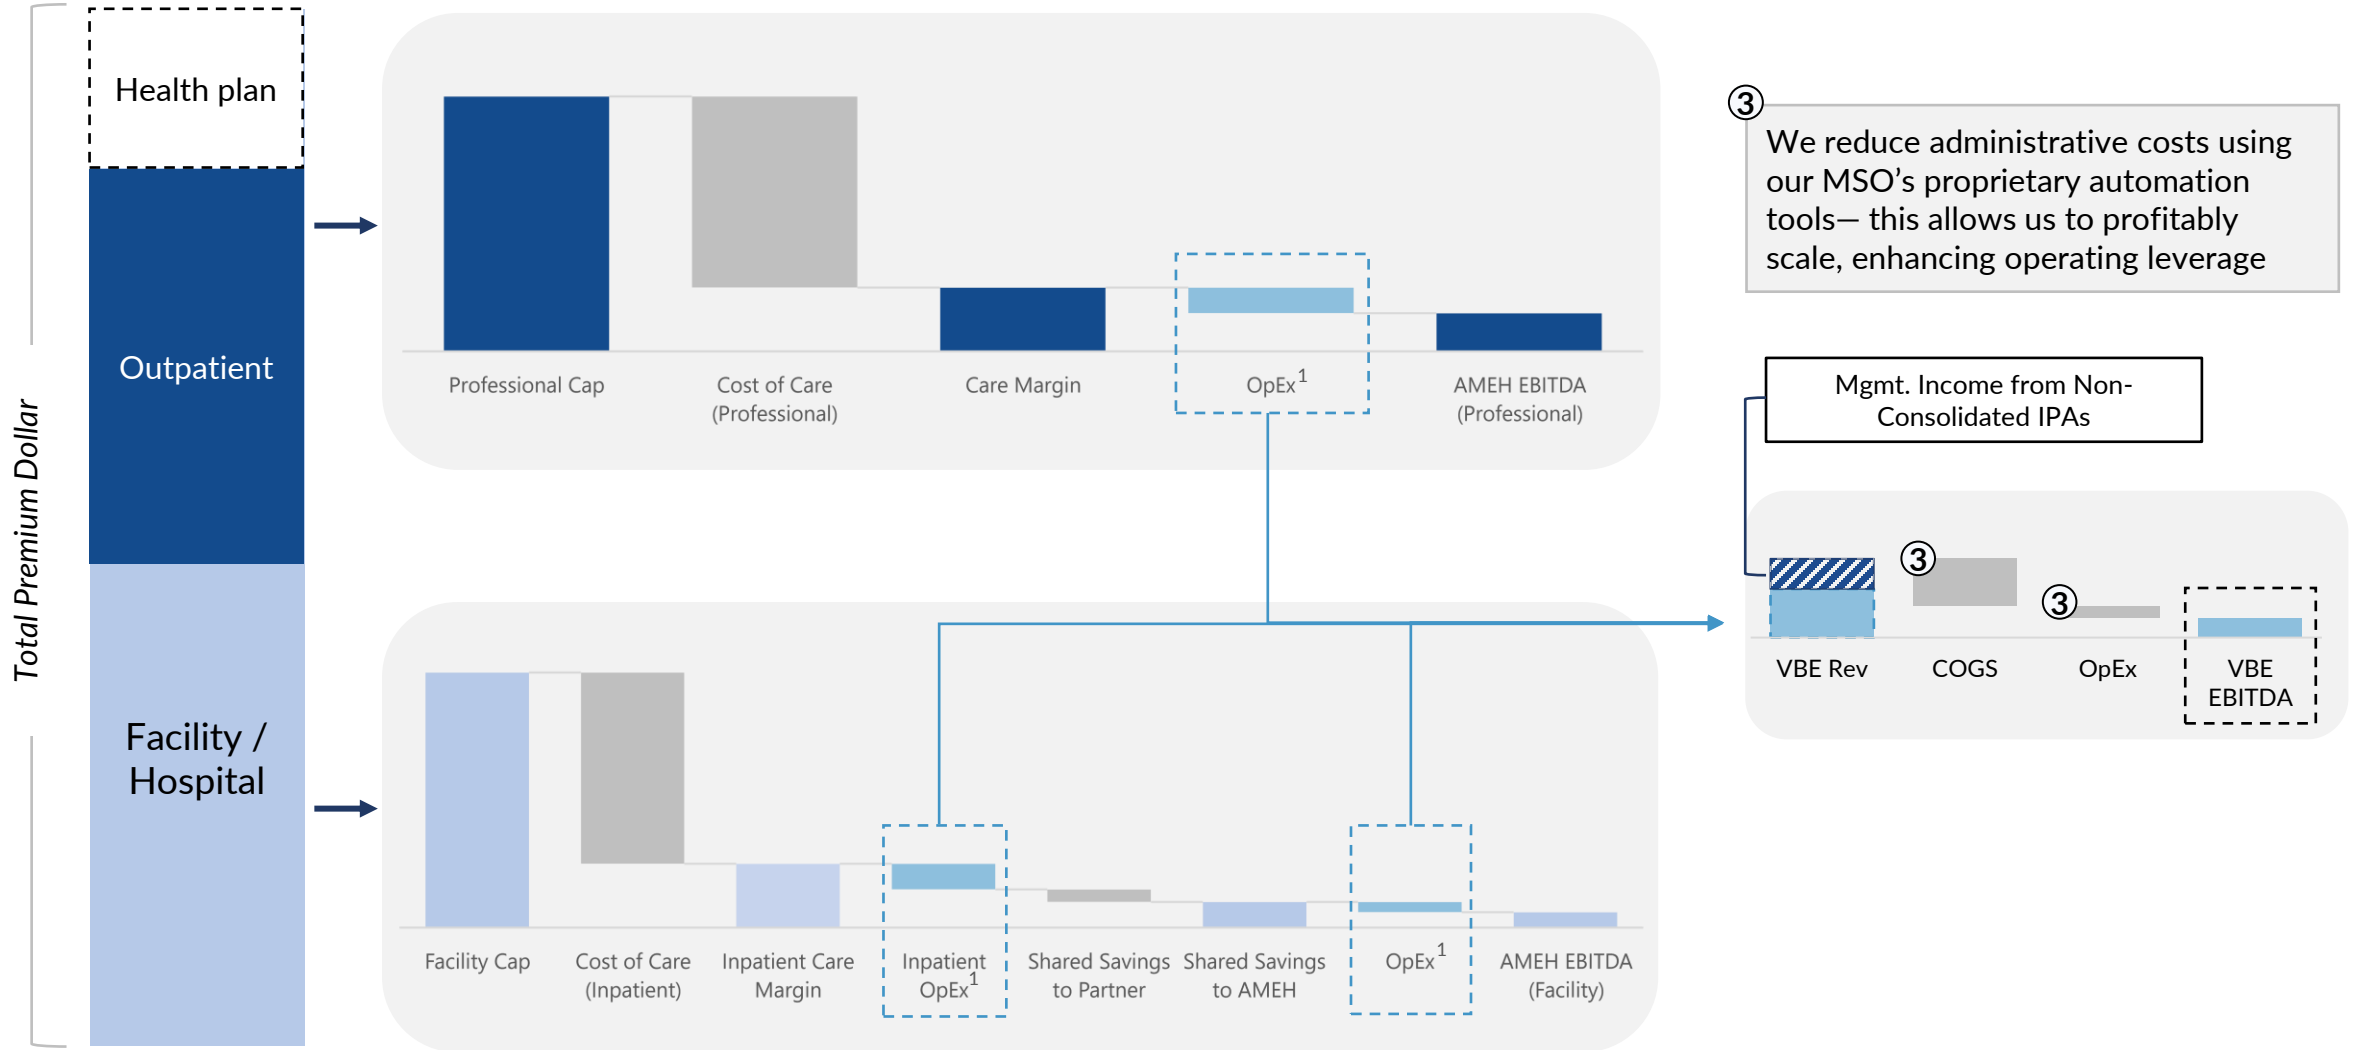 Total Premium Dollar
Health plan
Outpatient
Facility /
Hospital
Professional Cap
Cost of Care
(Professional)
Care Margin
OpEx1
AMEH EBITDA
(Professional)
Facility Cap
Cost of Care
(Inpatient)
Inpatient Care
Margin
Inpatient
OpEx1
Shared Savings
to Partner
Shared Savings
to AMEH
OpEx1
AMEH EBITDA
(Facility)
3
We reduce administrative costs using
our MSO’s proprietary automation
tools— this allows us to profitably
scale, enhancing operating leverage
Mgmt. Income from Non-
Consolidated IPAs
3
3
VBE Rev
COGS
OpEx
VBE
EBITDA